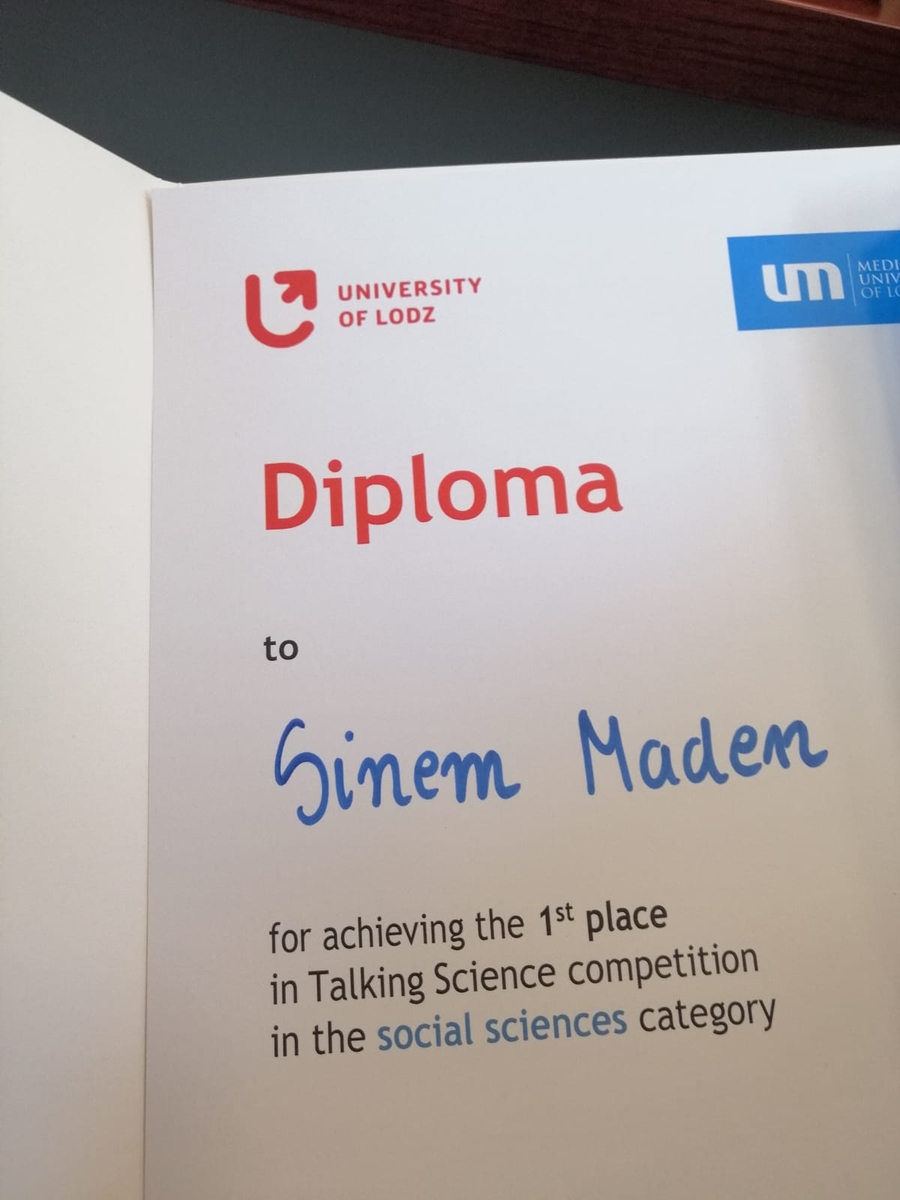 UNIVERSITY
OF LODZ
um
Diploma
to
Sinem Maden
for achieving the 1st place
in Talking Science competition
in the social sciences category